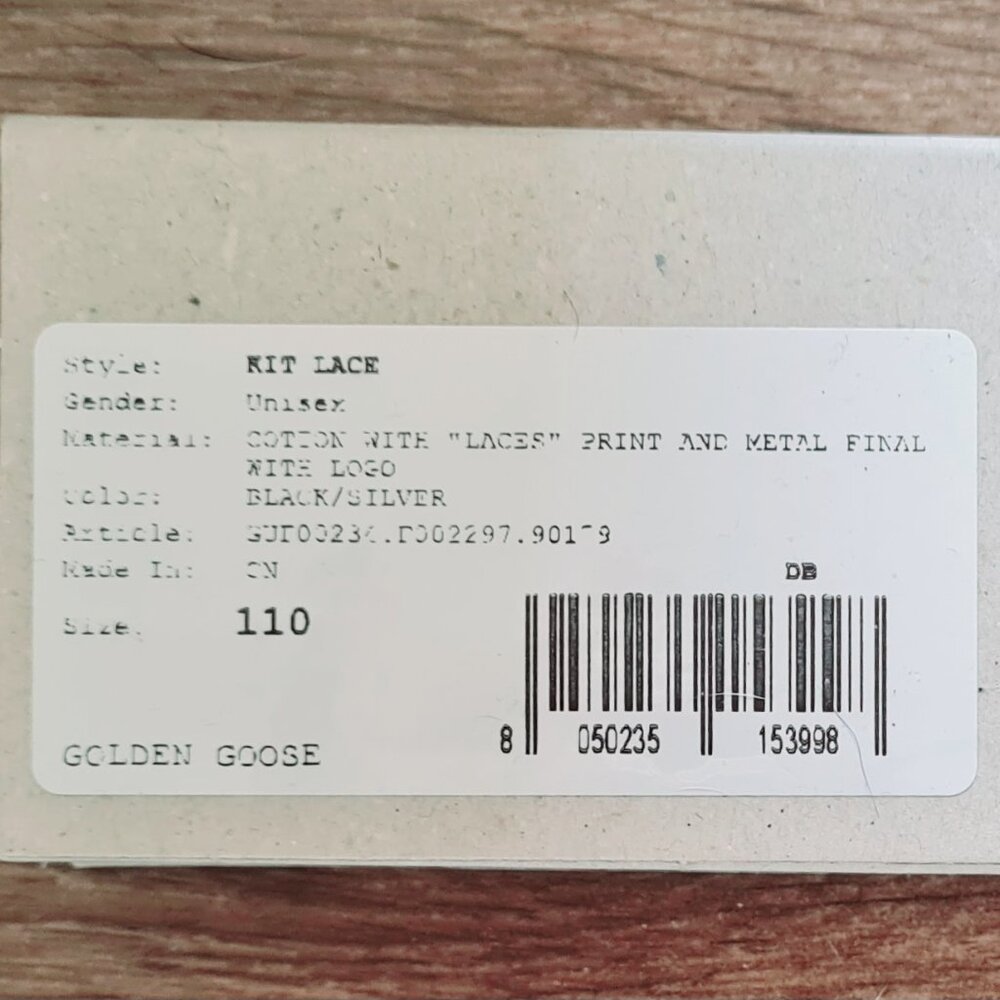 Style: KIT LACE
Gender: Unisex
Material: COTTON WITH "LACES" PRINT AND METAL FINAL
WITH LOGO
Color: BLACK/SILVER
Article:
Made In: CN
DB
Size: 110
8 050235 153998
GOLDEN GOOSE